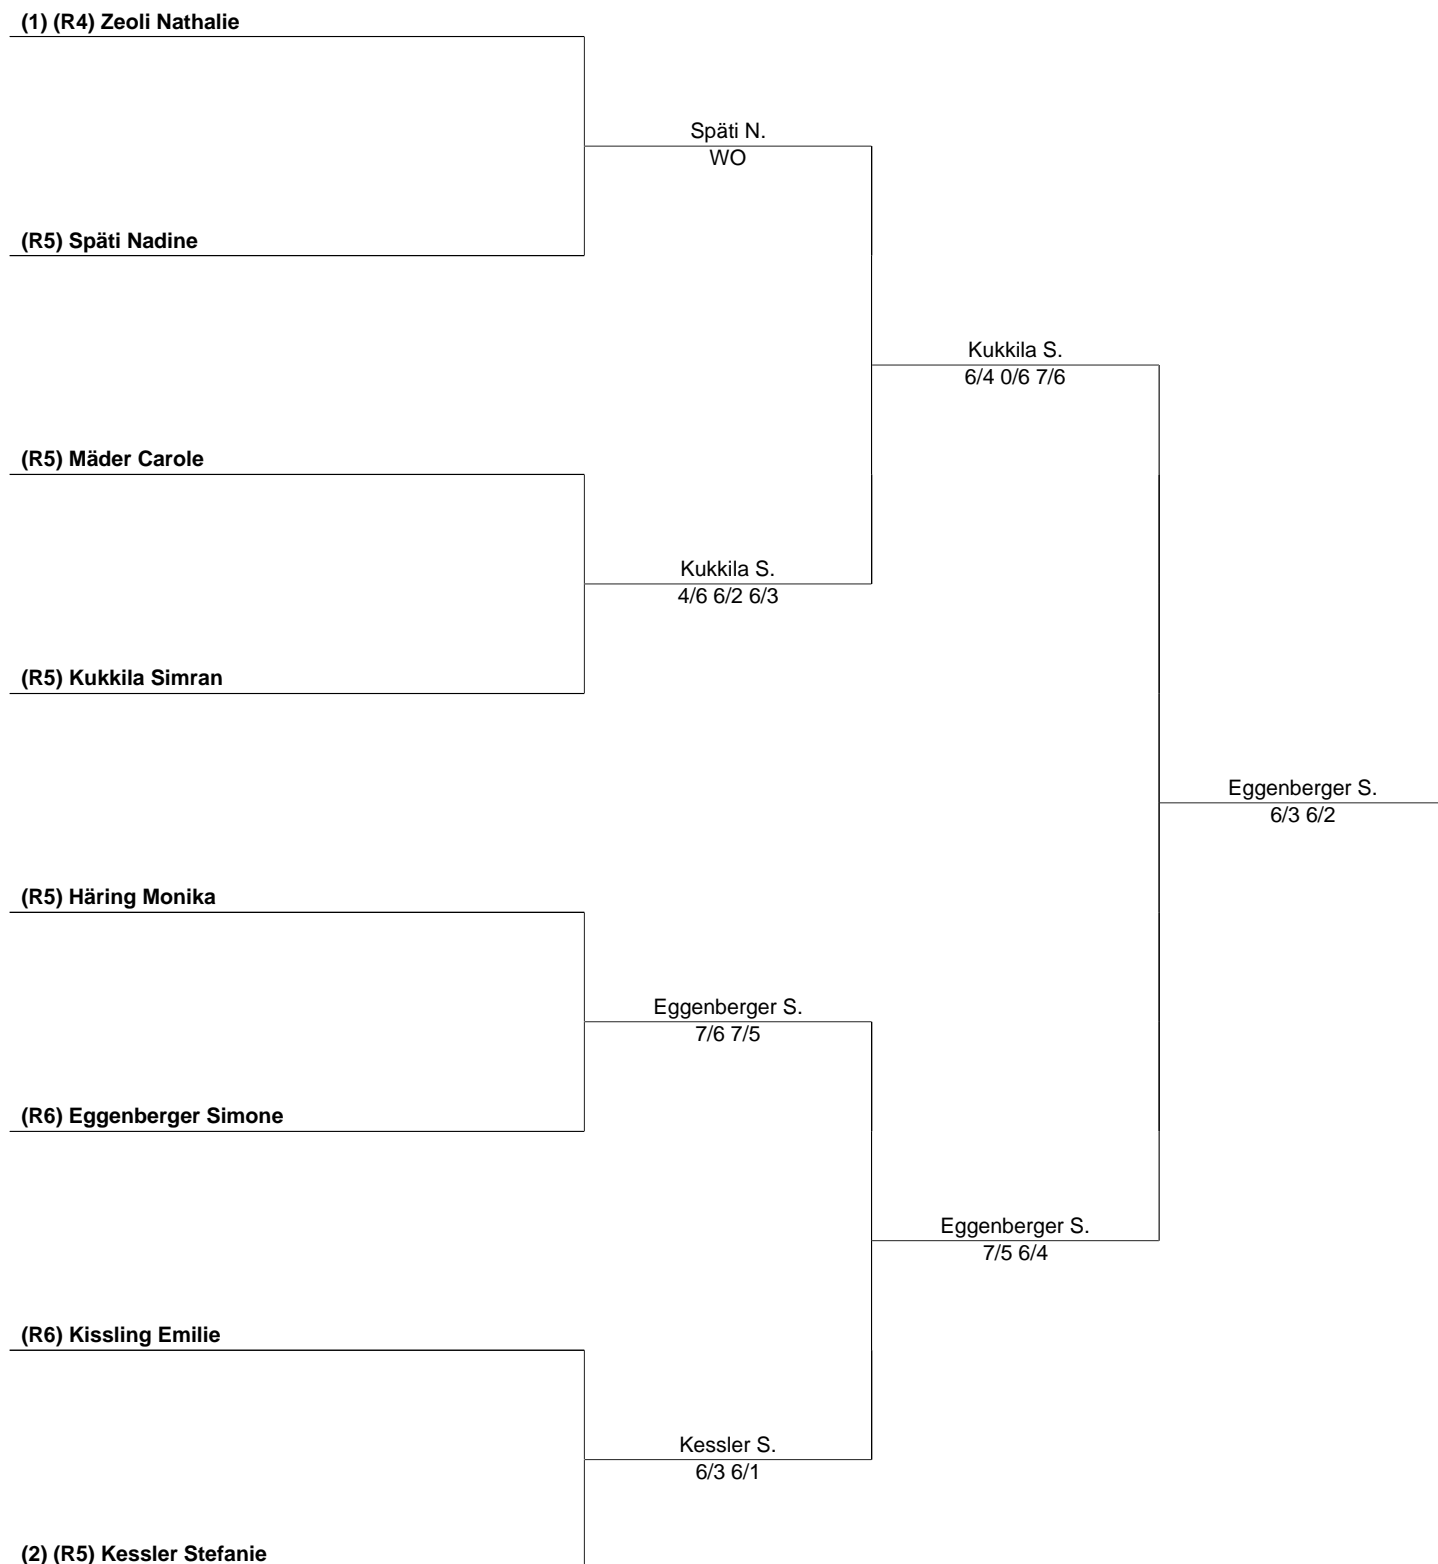 (1) (R4) Zeoli Nathalie
Späti N.
WO
(R5) Späti Nadine
Kukkila S.
6/4 0/6 7/6
(R5) Mäder Carole
Kukkila S.
4/6 6/2 6/3
(R5) Kukkila Simran
Eggenberger S.
6/3 6/2
(R5) Häring Monika
Eggenberger S.
7/6 7/5
(R6) Eggenberger Simone
Eggenberger S.
7/5 6/4
(R6) Kissling Emilie
Kessler S.
6/3 6/1
(2) (R5) Kessler Stefanie